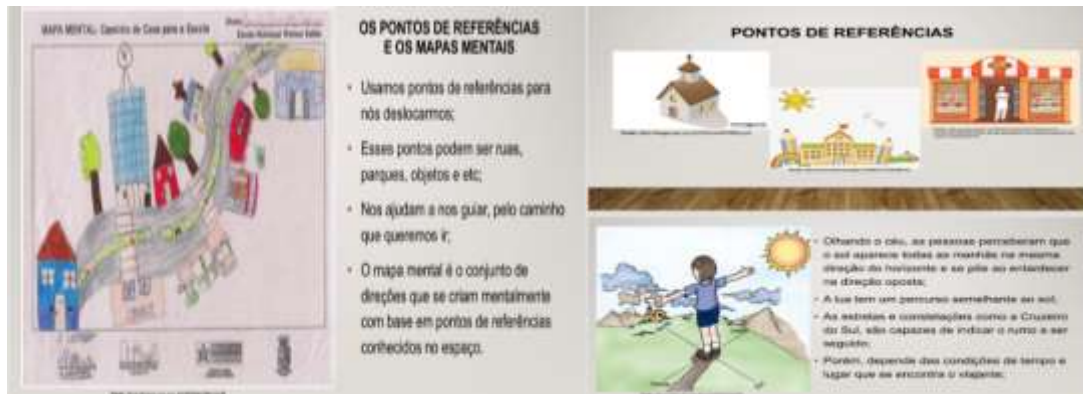 MAPA MENTAL: Caminho de Casa para a Escola
OS PONTOS DE REFERÊNCIAS
E OS MAPAS MENTAIS
• Usamos pontos de referências para
nós deslocarmos;
• Esses pontos podem ser ruas,
parques, objetos e etc;
• Nos ajudam a nos guiar, pelo caminho
que queremos ir;
• O mapa mental é o conjunto de
direções que se criam mentalmente
com base em pontos de referências
conhecidos no espaço.
PONTOS DE REFERÊNCIAS
• Olhando o céu, as pessoas perceberam que
o sol aparece todas as manhãs na mesma
direção do horizonte e se põe ao entardecer
na direção oposta;
• A lua tem um percurso semelhante ao sol;
• As estrelas e constelações como a Cruzeiro
do Sul, são capazes de indicar o rumo a ser
seguido;
• Porém, depende das condições de tempo e
lugar que se encontra o viajante;